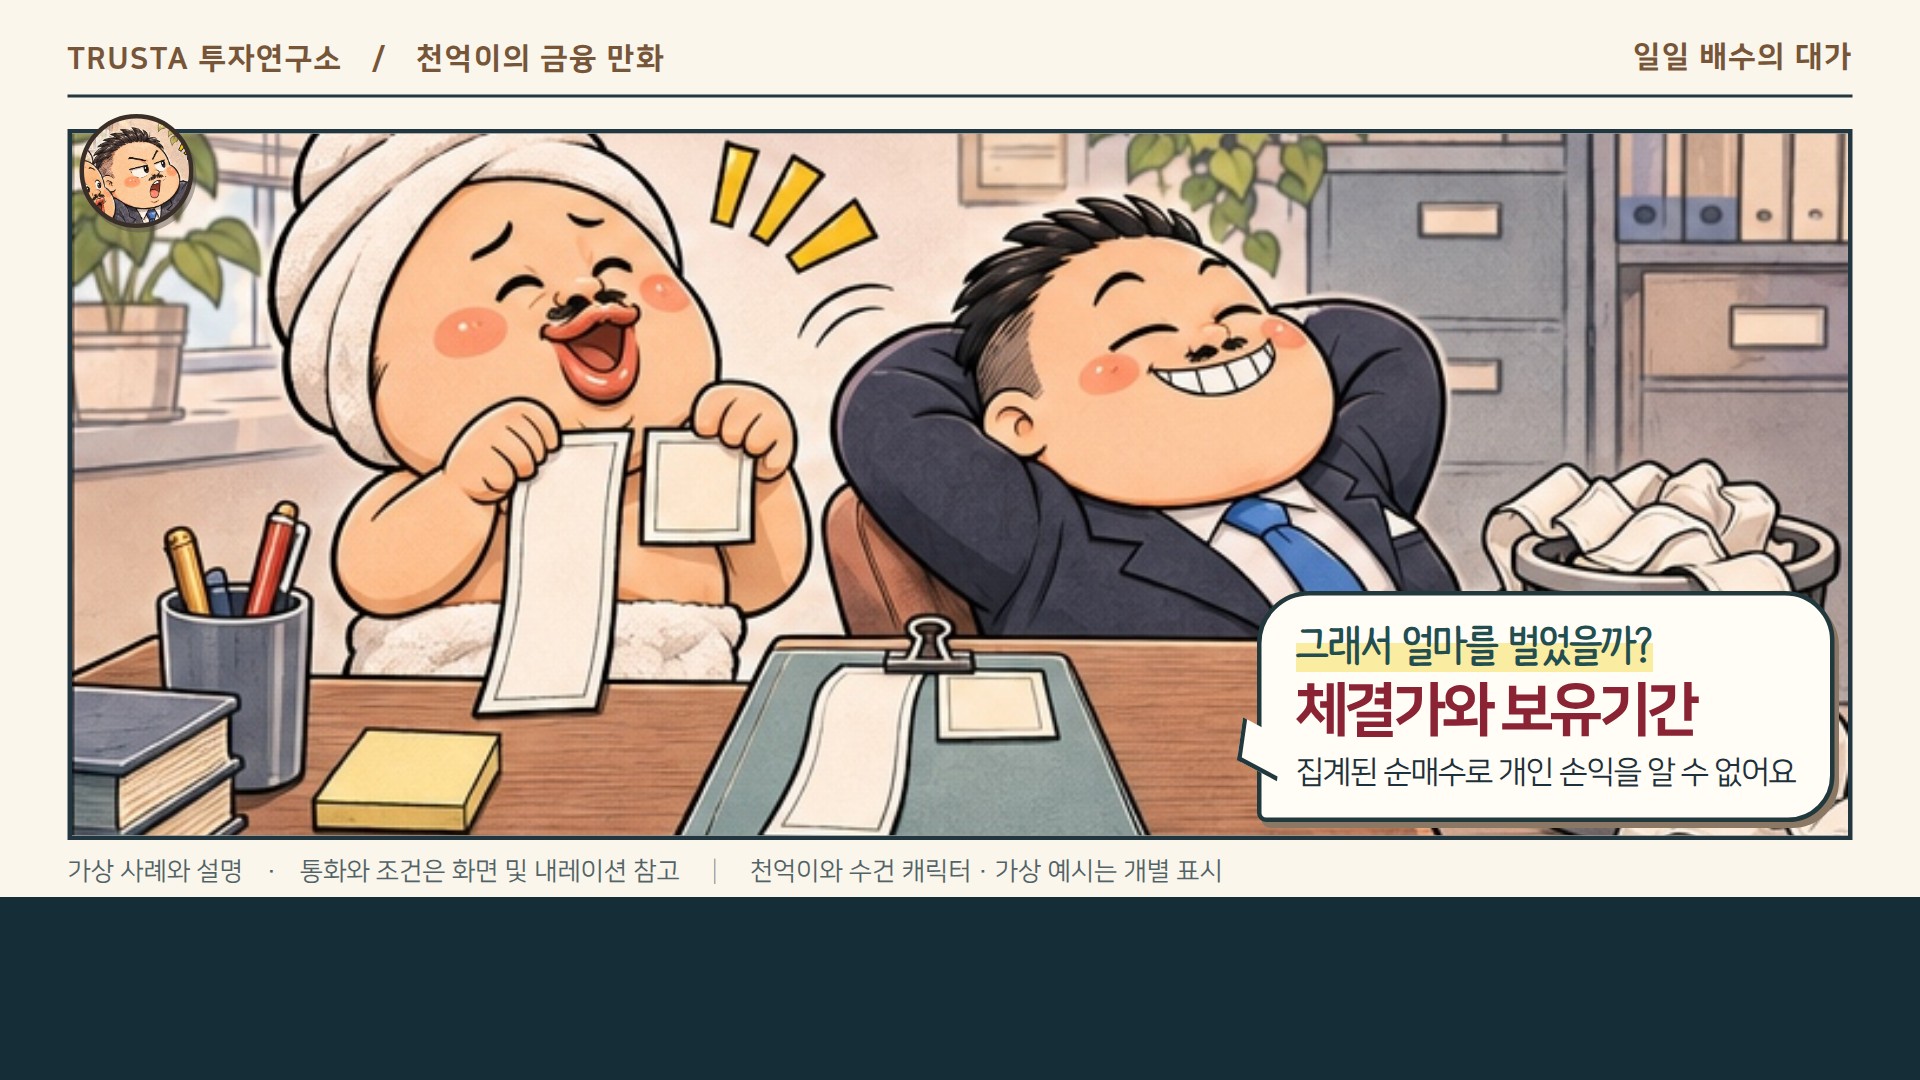 TRUSTA 투자연구소 / 천억이의 금융 만화
일일 배수의 대가
그래서 얼마를 벌었을까?
체결가와 보유기간
집계된 순매수로 개인 손익을 알 수 없어요
가상 사례와 설명 · 통화와 조건은 화면 및 내레이션 참고 | 천억이와 수건 캐릭터 · 가상 예시는 개별 표시